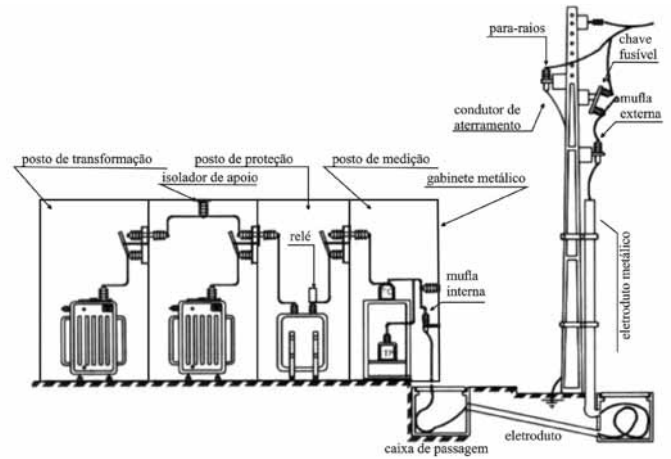 para-raios
chave
fusível
mufla
externa
condutor de
aterramento
posto de transformação
posto de proteção
posto de medição
isolador de apoio
gabinete metálico
relé
mufla
interna
TP
eletroduto metálico
eletroduto
caixa de passagem